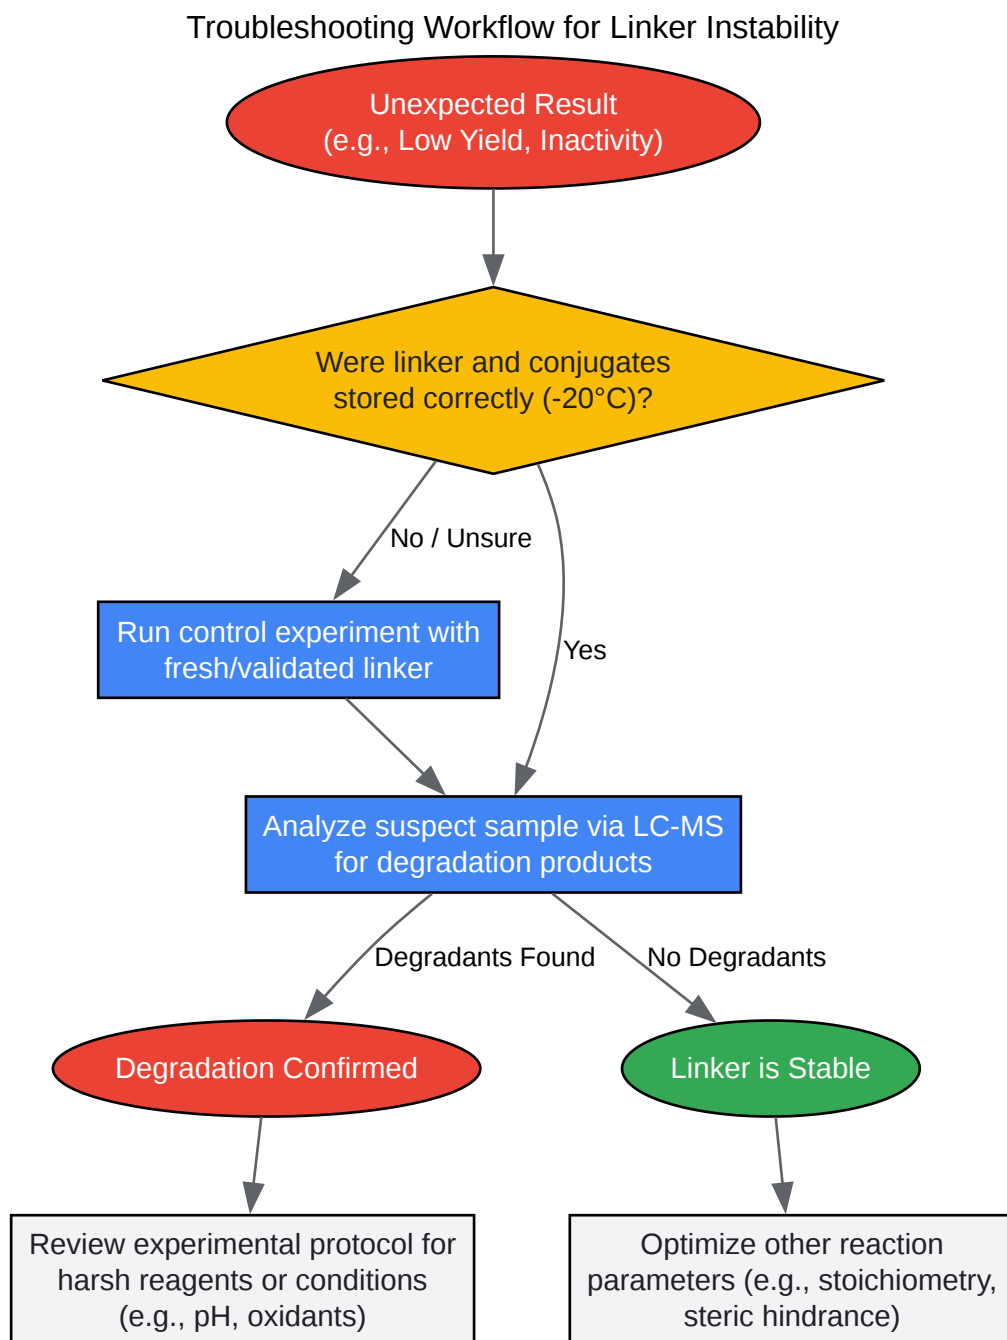 Troubleshooting Workflow for Linker Instability
Unexpected Result
(e.g., Low Yield, Inactivity)
Were linker and conjugates
stored correctly (-20°C)?
No / Unsure
Run control experiment with
fresh/validated linker
Yes
Analyze suspect sample via LC-MS
for degradation products
Degradants Found
No Degradants
Degradation Confirmed
Linker is Stable
Review experimental protocol for
harsh reagents or conditions
(e.g., pH, oxidants)
Optimize other reaction
parameters (e.g., stoichiometry,
steric hindrance)